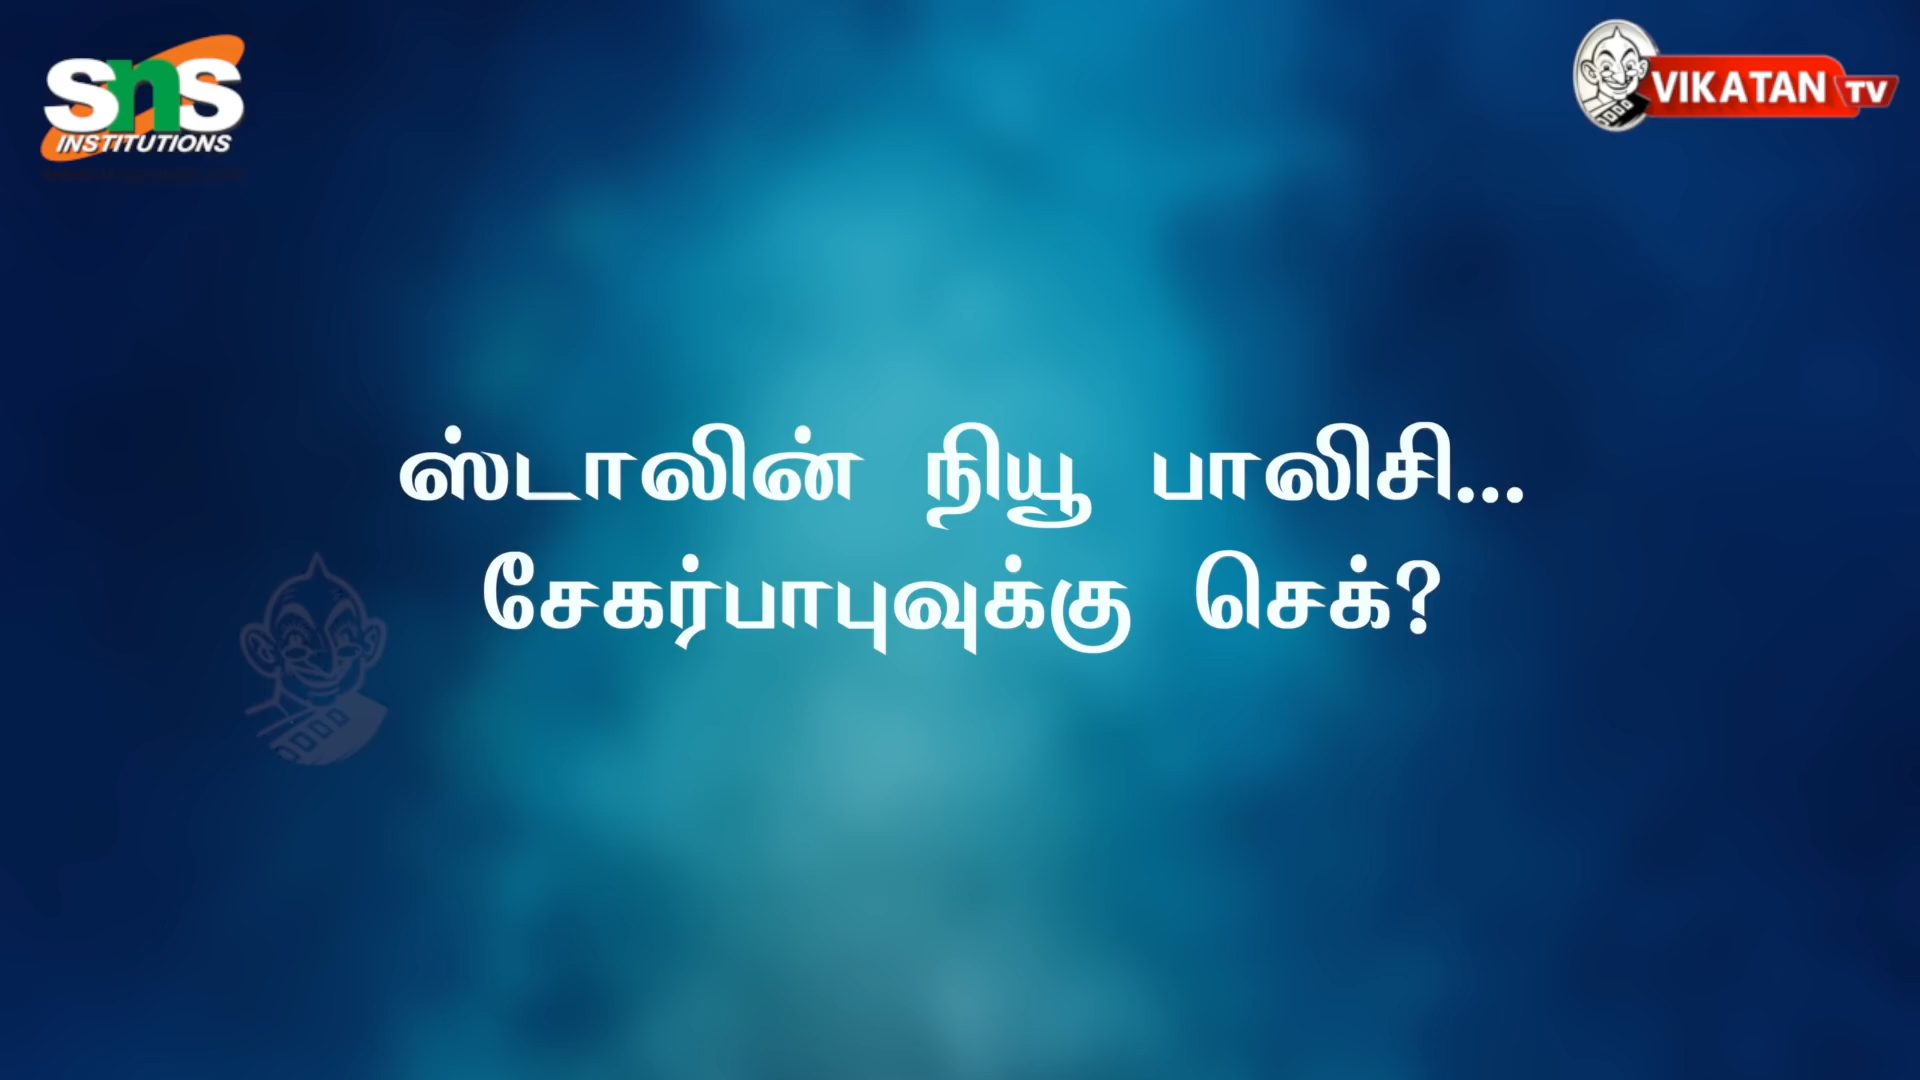 SNS
INSTITUTIONS
VIKATAN TV
ஸ்டாலின் நியூ பாலிசி...
சேகர்பாபுவுக்கு செக்?